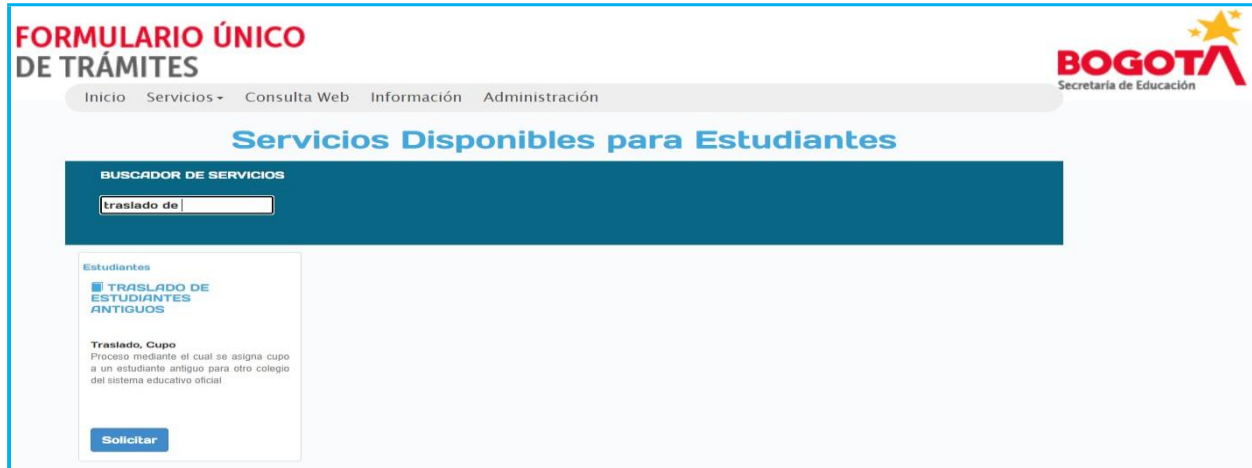 FORMULARIO ÚNICO
DE TRÁMITES
BOGOTA
Secretaría de Educación
Inicio Servicios Consulta Web Información Administración
Servicios Disponibles para Estudiantes
BUSCADOR DE SERVICIOS
traslado de
Estudiantes
TRASLADO DE
ESTUDIANTES
ANTIGUOS
Traslado, Cupo
Proceso mediante el cual se asigna cupo
a un estudiante antiguo para otro colegio
del sistema educativo oficial
Solicitar